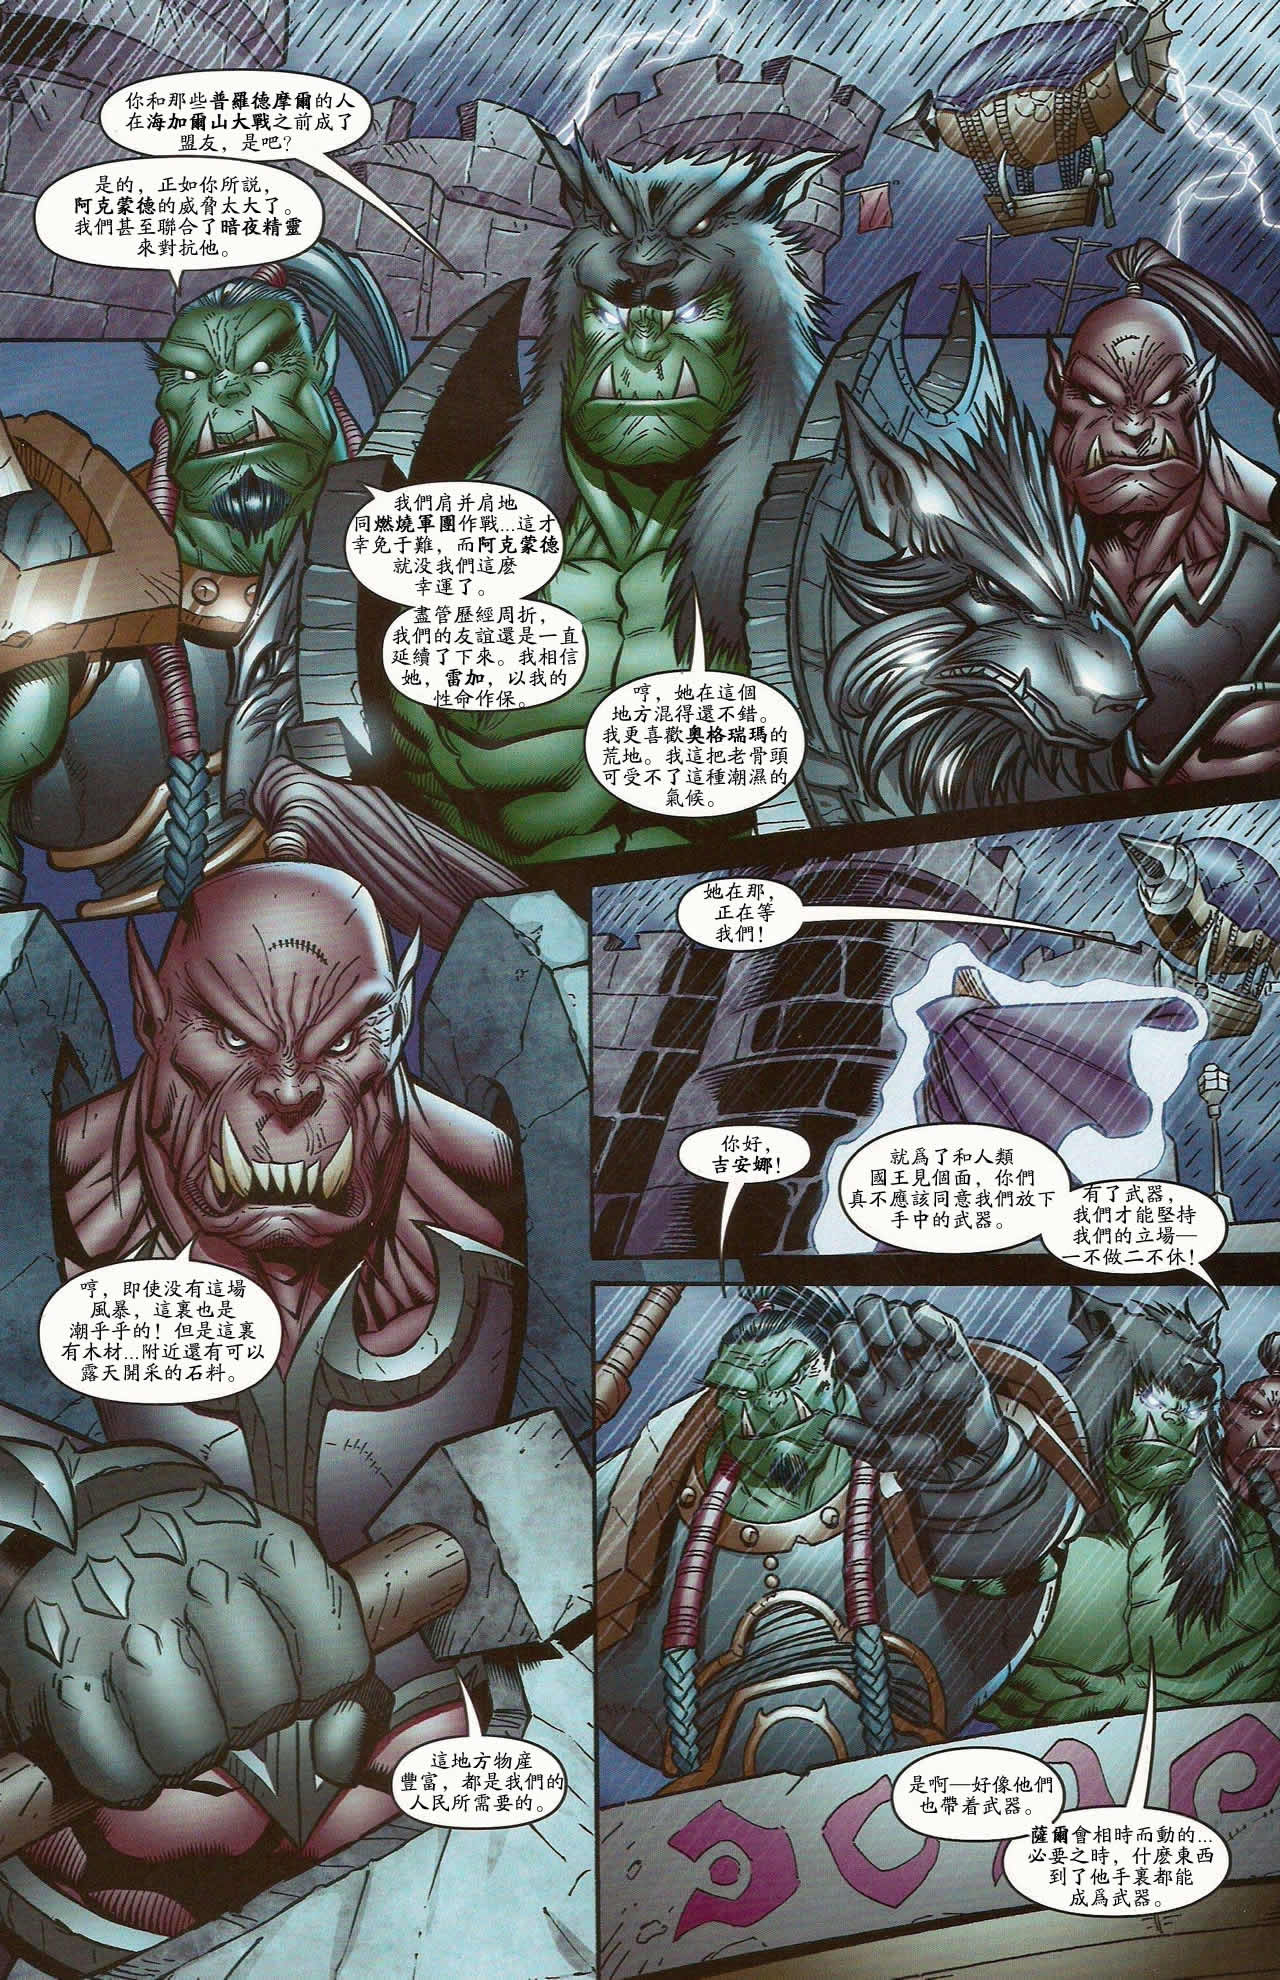 你和那些普羅德摩爾的人
在海加爾山大戰之前成了
盟友，是吧？
是的，正如你所說，
阿克蒙德的威脅太大了。
我們甚至聯合了暗夜精靈
來對抗他。
我們肩并肩地
同燃燒軍團作戰...這才
幸免于難，而阿克蒙德
就没我們這麽
幸運了。
盡管歷經周折，
我們的友誼還是一直
延續了下來。我相信
她，雷加，以我的
性命作保。
哼，她在這個
地方混得還不錯。
我更喜歡奥格瑞瑪的
荒地。我這把老骨頭
可受不了這種潮濕的
氣候。
她在那，
正在等
我們！
你好，
吉安娜！
就爲了和人類
國王見個面，你們
真不應該同意我們放下
手中的武器。
有了武器，
我們才能堅持
我們的立場—
一不做二不休！
哼，即使没有這場
風暴，這裏也是
潮乎乎的！但是這裏
有木材...附近還有可以
露天開采的石料。
這地方物産
豐富，都是我們的
人民所需要的。
是啊—好像他們
也帶着武器。
薩爾會相時而動的...
必要之時，什麽東西
到了他手裏都能
成爲武器。